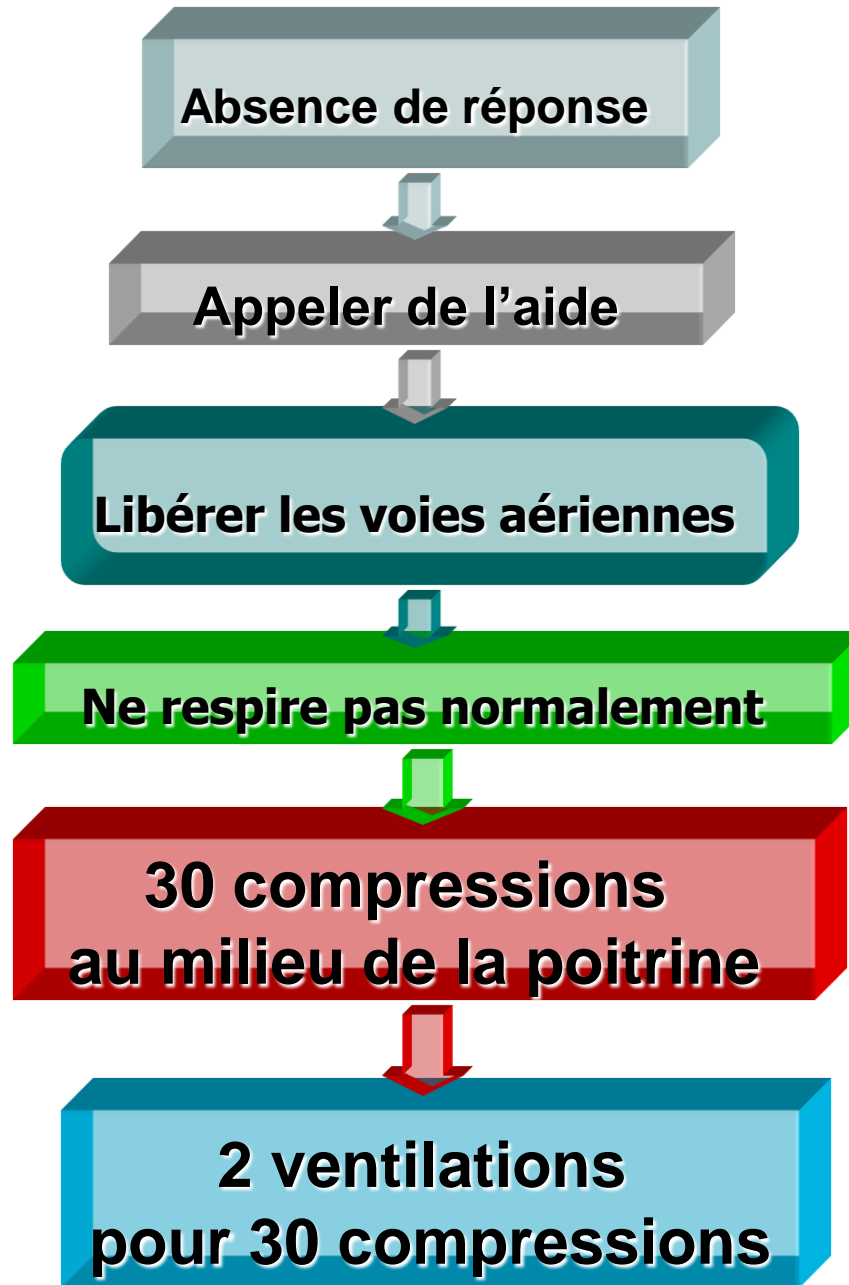 Absence de réponse
Appeler de l’aide
Libérer les voies aériennes
Ne respire pas normalement
30 compressions
au milieu de la poitrine
2 ventilations
pour 30 compressions